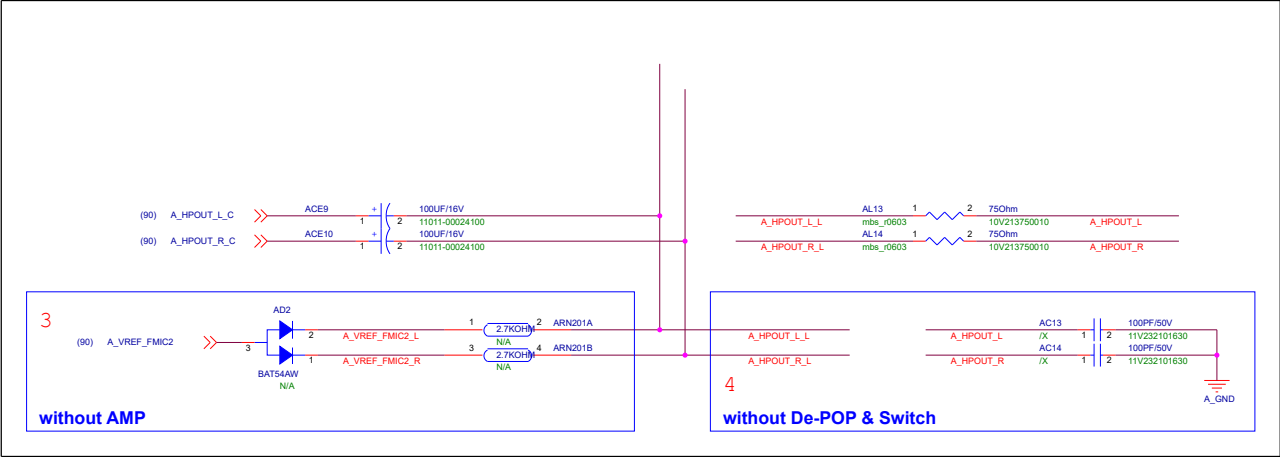 ACE9 100UF/16V
(90) A_HPOUT_L_C 1 + 2 11011-00024100
ACE10 100UF/16V
(90) A_HPOUT_R_C 1 + 2 11011-00024100
AL13 1 2 75Ohm
A_HPOUT_L_L mbs_r0603 10V213750010 A_HPOUT_L
AL14 1 2 75Ohm
A_HPOUT_R_L mbs_r0603 10V213750010 A_HPOUT_R
3
AD2
(90) A_VREF_FMIC2 3
2 A_VREF_FMIC2_L 1 2.7KOHM 2 ARN201A
N/A
1 A_VREF_FMIC2_R 3 2.7KOHM 4 ARN201B
N/A
BAT54AW
N/A
without AMP
A_HPOUT_L_L
A_HPOUT_R_L
A_HPOUT_L AC13 100PF/50V
/X 1 2 11V232101630
A_HPOUT_R AC14 100PF/50V
/X 1 2 11V232101630
A_GND
4
without De-POP & Switch